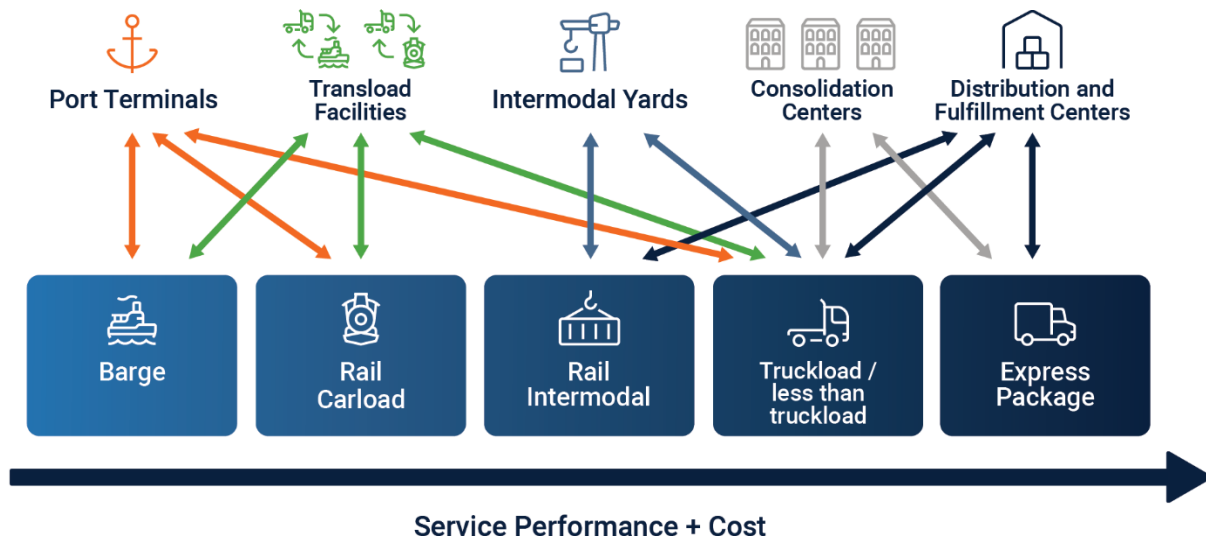 Port Terminals
Transload
Facilities
Intermodal Yards
Consolidation
Centers
Distribution and
Fulfillment Centers
Barge
Rail
Carload
Rail
Intermodal
Truckload /
less than
truckload
Express
Package
Service Performance + Cost